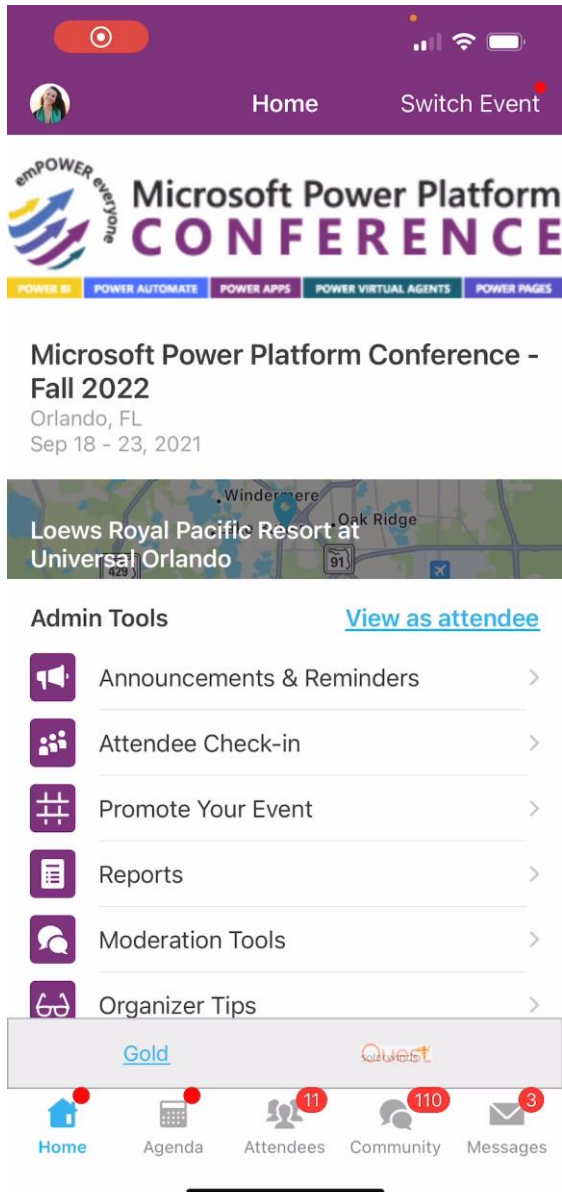 Home
Switch Event
emPOWER everyone
Microsoft Power Platform
CONFERENCE
POWER BI
POWER AUTOMATE
POWER APPS
POWER VIRTUAL AGENTS
POWER PAGES
Microsoft Power Platform Conference -
Fall 2022
Orlando, FL
Sep 18 - 23, 2021
Windermere
Oak Ridge
Loews Royal Pacific Resort at
Universal Orlando
429
91
Admin Tools
View as attendee
Announcements & Reminders
Attendee Check-in
Promote Your Event
Reports
Moderation Tools
Organizer Tips
Gold
Quest
solarwinds
11
110
3
Home
Agenda
Attendees
Community
Messages